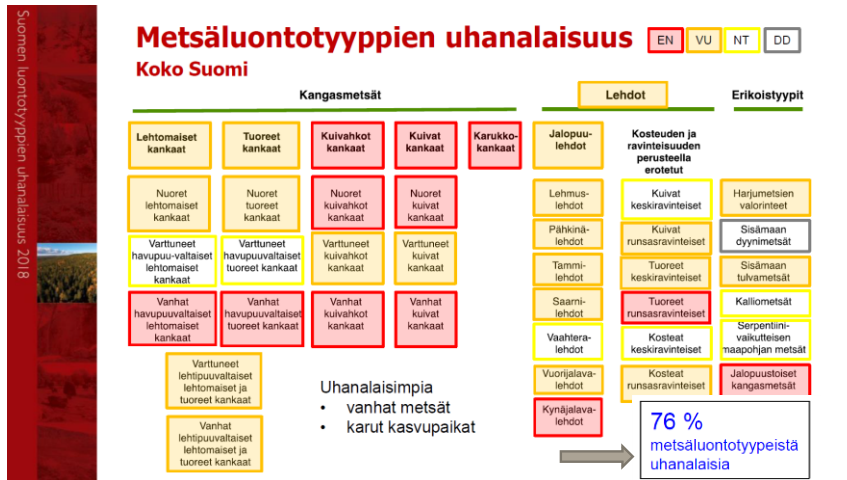 Suomen luontotyyppien uhanalaisuus 2018
Metsäluontotyyppien uhanalaisuus
EN
VU
NT
DD
Koko Suomi
Kangasmetsät
Lehdot
Erikoistyypit
Lehtomaiset
kankaat
Tuoreet
kankaat
Kuivahkot
kankaat
Kuivat
kankaat
Karukko-
kankaat
Nuoret
lehtomaiset
kankaat
Nuoret
tuoreet
kankaat
Nuoret
kuivahkot
kankaat
Nuoret
kuivat
kankaat
Varttuneet
havupuu-valtaiset
lehtomaiset
kankaat
Varttuneet
havupuuvaltaiset
tuoreet kankaat
Varttuneet
kuivahkot
kankaat
Varttuneet
kuivat
kankaat
Vanhat
havupuuvaltaiset
lehtomaiset
kankaat
Vanhat
havupuuvaltaiset
tuoreet kankaat
Vanhat
kuivahkot
kankaat
Vanhat
kuivat
kankaat
Varttuneet
lehtipuuvaltaiset
lehtomaiset ja
tuoreet kankaat
Vanhat
lehtipuuvaltaiset
lehtomaiset ja
tuoreet kankaat
Uhanalaisimpia
• vanhat metsät
• karut kasvupaikat
Jalopuu-
lehdot
Lehmus-
lehdot
Pähkinä-
lehdot
Tammi-
lehdot
Saarni-
lehdot
Vaahtera-
lehdot
Vuorijalava-
lehdot
Kynäjalava-
lehdot
Kosteuden ja
ravinteisuuden
perusteella
erotetut
Kuivat
keskiravinteiset
Kuivat
runsasravinteiset
Tuoreet
keskiravinteiset
Tuoreet
runsasravinteiset
Kosteat
keskiravinteiset
Kosteat
runsasravinteiset
Harjumetsien
valorinteet
Sisämaan
dyynimetsät
Sisämaan
tulvametsät
Kalliometsät
Serpentiini-
vaikutteisen
maapohjan metsät
Jalopuustoiset
kangasmetsät
76 %
metsäluontotyypeistä
uhanalaisia